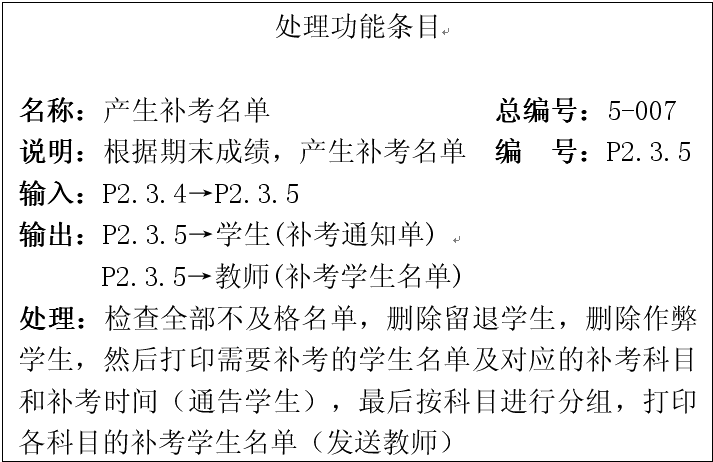 处理功能条目
名称：产生补考名单 总编号：5-007
说明：根据期末成绩，产生补考名单 编 号：P2.3.5
输入：P2.3.4→P2.3.5
输出：P2.3.5→学生(补考通知单)
P2.3.5→教师(补考学生名单)
处理：检查全部不及格名单，删除留退学生，删除作弊
学生，然后打印需要补考的学生名单及对应的补考科目
和补考时间（通告学生），最后按科目进行分组，打印
各科目的补考学生名单（发送教师）